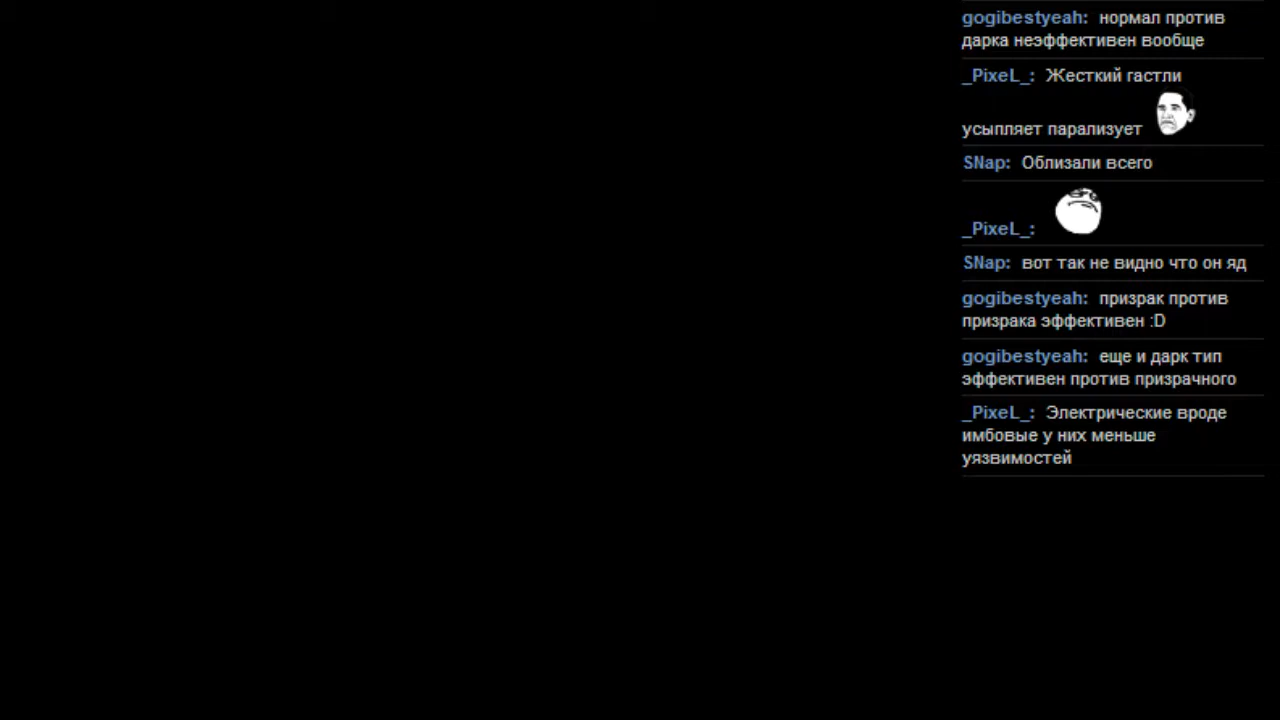 gogibestyeah: нормал против
дарка неэффективен вообще
_PixeL_: Жесткий гастли
усыпляет парализует
SNap: Облизали всего
_PixeL_:
SNap: вот так не видно что он яд
gogibestyeah: призрак против
призрака эффективен :D
gogibestyeah: еще и дарк тип
эффективен против призрачного
_PixeL_: Электрические вроде
имбовые у них меньше
уязвимостей